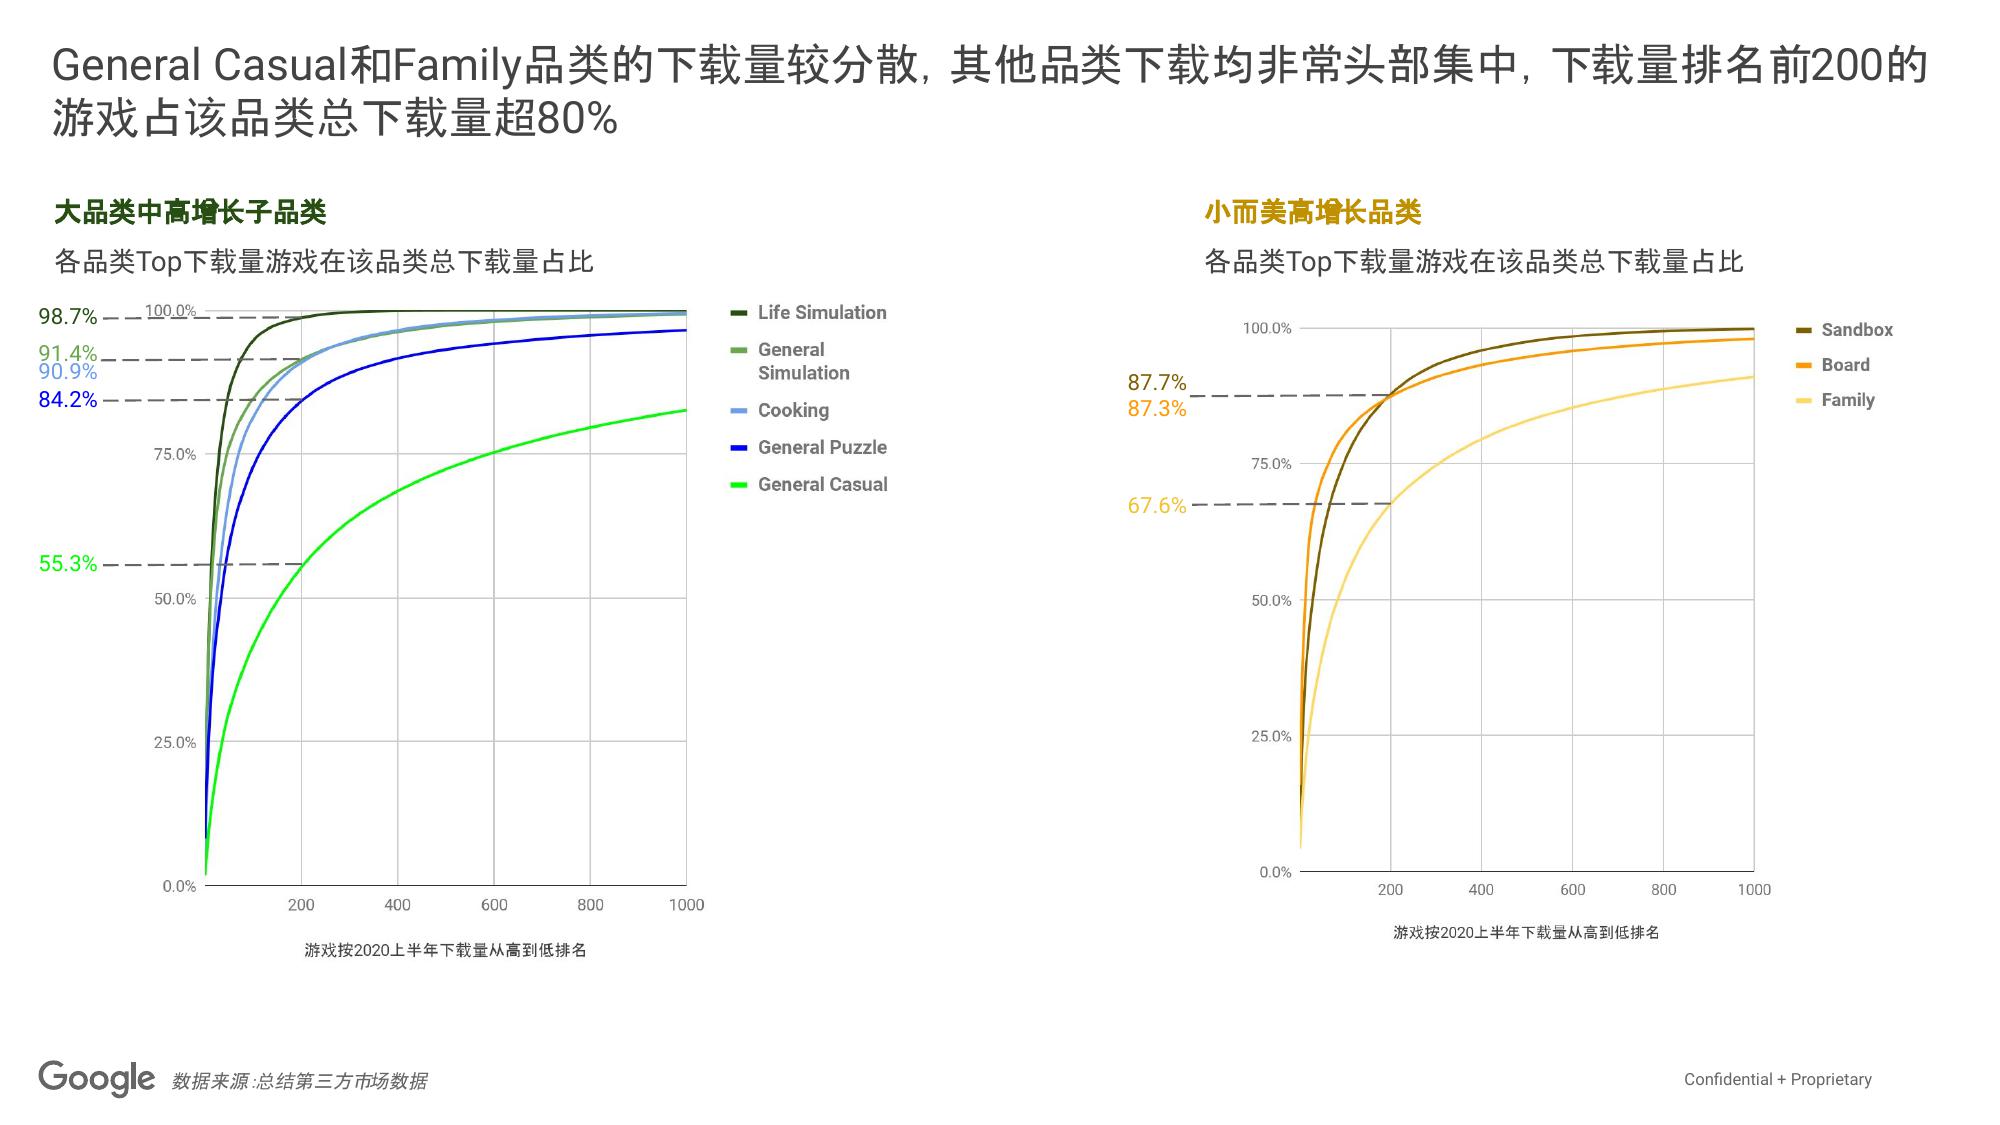 General Casual和Family品类的下载量较分散，其他品类下载均非常头部集中，下载量排名前200的
游戏占该品类总下载量超80%
大品类中高增长子品类
各品类Top下载量游戏在该品类总下载量占比
98.7%
91.4%
90.9%
84.2%
55.3%
100.0%
75.0%
50.0%
25.0%
0.0%
200 400 600 800 1000
游戏按2020上半年下载量从高到低排名
Life Simulation
General
Simulation
Cooking
General Puzzle
General Casual
小而美高增长品类
各品类Top下载量游戏在该品类总下载量占比
87.7%
87.3%
67.6%
100.0%
75.0%
50.0%
25.0%
0.0%
200 400 600 800 1000
游戏按2020上半年下载量从高到低排名
Sandbox
Board
Family
Google 数据来源:总结第三方市场数据
Confidential + Proprietary